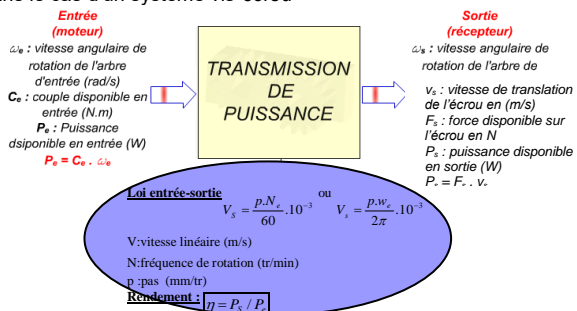 dans le cas d'un système vis-écrou
Entrée
(moteur)
ωe : vitesse angulaire de
rotation de l'arbre
d'entrée (rad/s)
Ce : couple disponible en
entrée (N.m)
Pe : Puissance
dsiponible en entrée (W)
Pe = Ce . ωe
TRANSMISSION
DE
PUISSANCE
Sortie
(récepteur)
ωs : vitesse angulaire de
rotation de l'arbre de
vs : vitesse de translation
de l'écrou en (m/s)
Fs : force disponible sur
l'écrou en N
Ps : puissance disponible
en sortie (W)
Ps = Fs . vs
Loi entrée-sortie
VS = p.Ne / 60 .10⁻³ ou Vs = p.we / 2π .10⁻³
V:vitesse linéaire (m/s)
N:fréquence de rotation (tr/min)
p :pas (mm/tr)
Rendement : η = PS / Pe